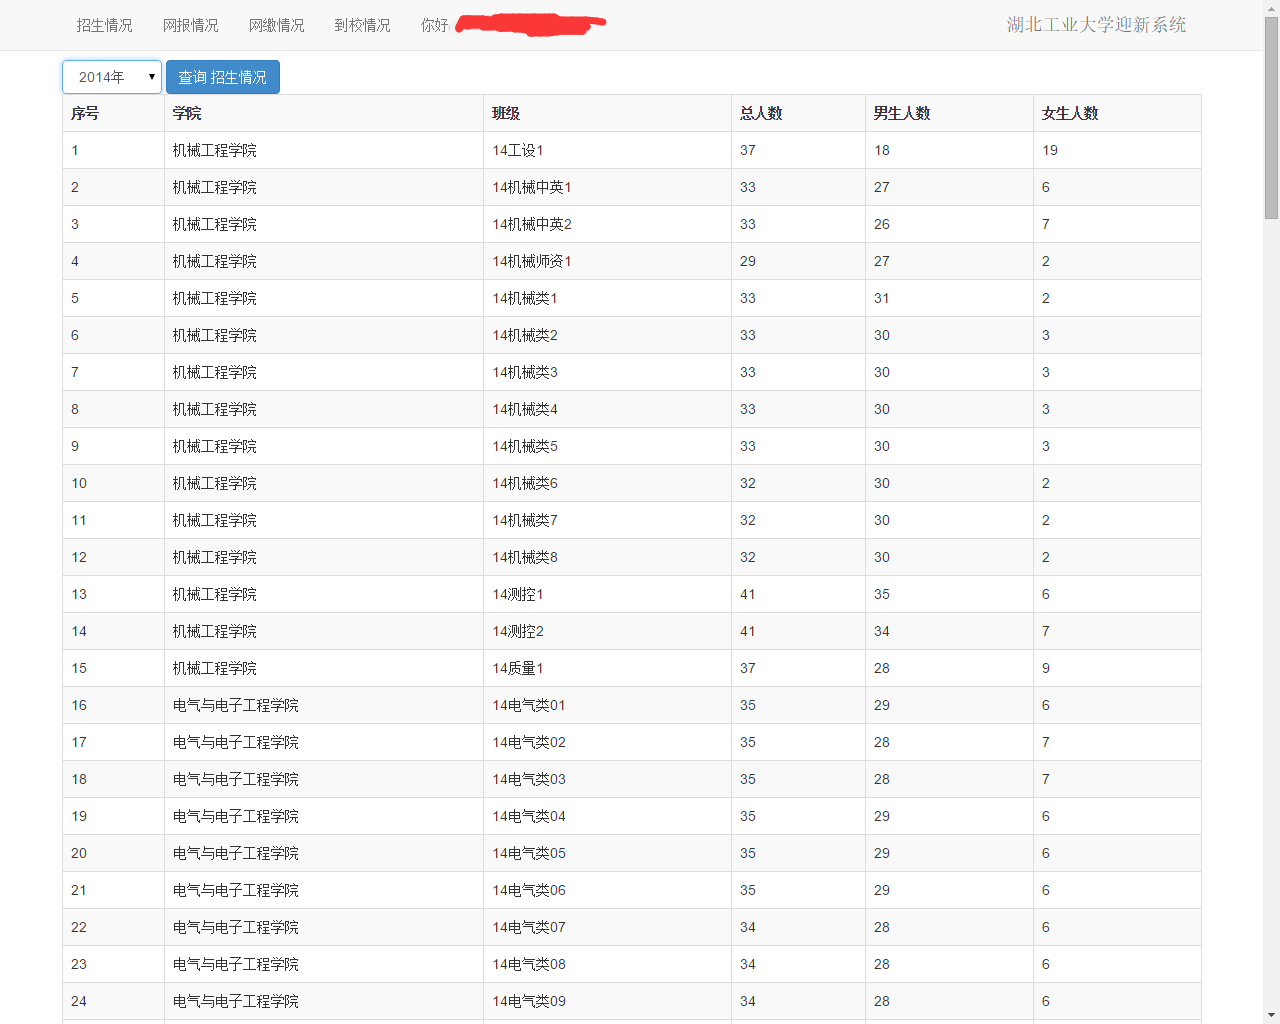 招生情况 网报情况 网缴情况 到校情况 你好 湖北工业大学迎新系统
2014年 查询 招生情况
序号 学院 班级 总人数 男生人数 女生人数
1 机械工程学院 14工设1 37 18 19
2 机械工程学院 14机械中英1 33 27 6
3 机械工程学院 14机械中英2 33 26 7
4 机械工程学院 14机械师资1 29 27 2
5 机械工程学院 14机械类1 33 31 2
6 机械工程学院 14机械类2 33 30 3
7 机械工程学院 14机械类3 33 30 3
8 机械工程学院 14机械类4 33 30 3
9 机械工程学院 14机械类5 33 30 3
10 机械工程学院 14机械类6 32 30 2
11 机械工程学院 14机械类7 32 30 2
12 机械工程学院 14机械类8 32 30 2
13 机械工程学院 14测控1 41 35 6
14 机械工程学院 14测控2 41 34 7
15 机械工程学院 14质量1 37 28 9
16 电气与电子工程学院 14电气类01 35 29 6
17 电气与电子工程学院 14电气类02 35 28 7
18 电气与电子工程学院 14电气类03 35 28 7
19 电气与电子工程学院 14电气类04 35 29 6
20 电气与电子工程学院 14电气类05 35 29 6
21 电气与电子工程学院 14电气类06 35 29 6
22 电气与电子工程学院 14电气类07 34 28 6
23 电气与电子工程学院 14电气类08 34 28 6
24 电气与电子工程学院 14电气类09 34 28 6